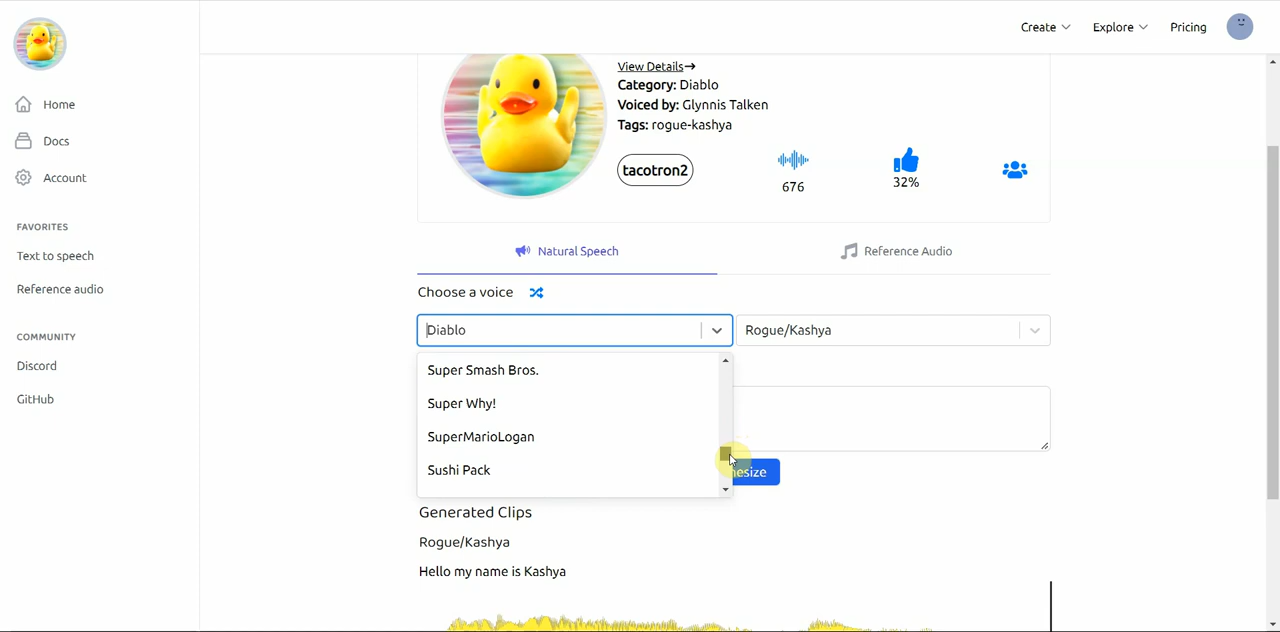 Create
Explore
Pricing
Home
Docs
Account
FAVORITES
Text to speech
Reference audio
COMMUNITY
Discord
GitHub
View Details→
Category: Diablo
Voiced by: Glynnis Talken
Tags: rogue-kashya
tacotron2
676
32%
Natural Speech
Reference Audio
Choose a voice
Diablo
Rogue/Kashya
Super Smash Bros.
Super Why!
SuperMarioLogan
Sushi Pack
Generated Clips
Rogue/Kashya
Hello my name is Kashya